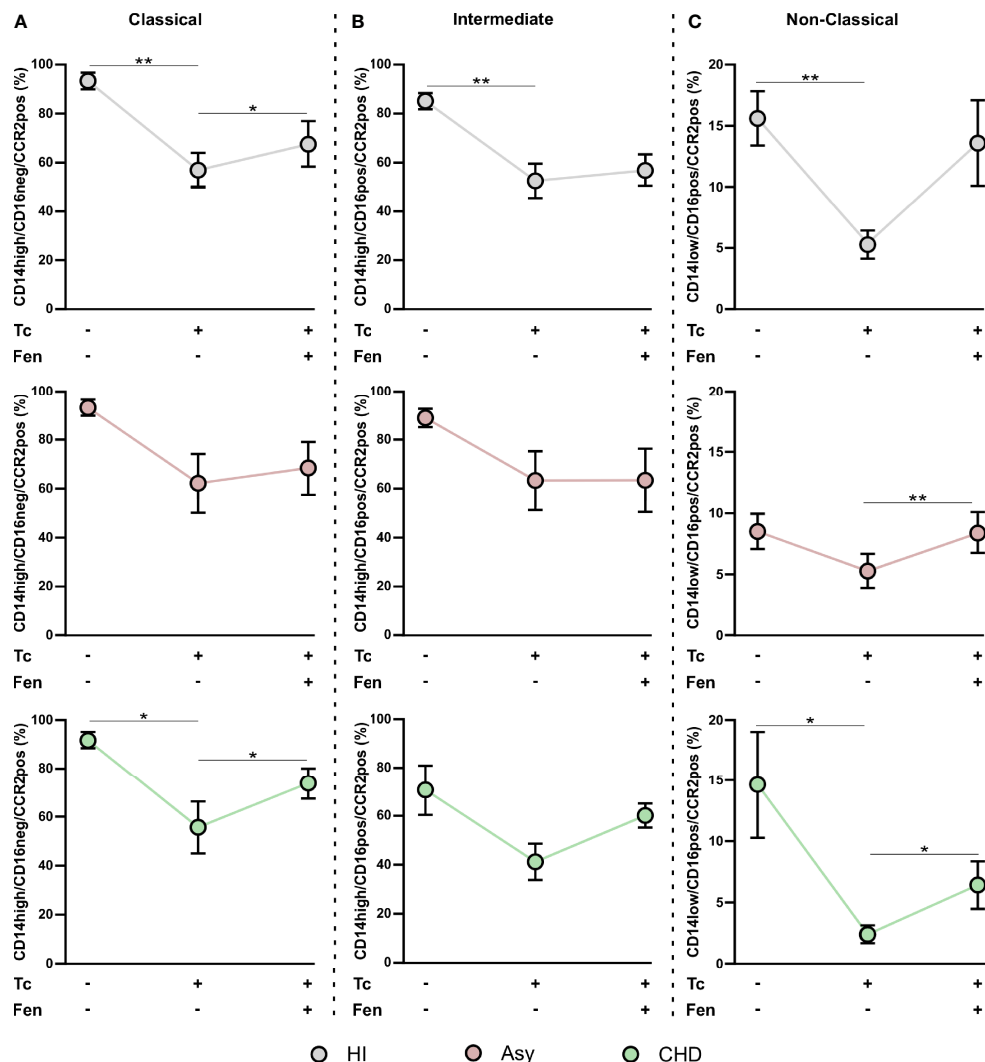 A Classical B Intermediate C Non-Classical
CD14high/CD16neg/CCR2pos (%)
100
80
60
40
20
0
**
*
Tc - + +
Fen - - +
CD14high/CD16pos/CCR2pos (%)
100
80
60
40
20
0
**
Tc - + +
Fen - - +
CD14low/CD16pos/CCR2pos (%)
20
15
10
5
0
**
Tc - + +
Fen - - +
CD14high/CD16neg/CCR2pos (%)
100
80
60
40
20
0
Tc - + +
Fen - - +
CD14high/CD16pos/CCR2pos (%)
100
80
60
40
20
0
Tc - + +
Fen - - +
CD14low/CD16pos/CCR2pos (%)
20
15
10
5
0
**
Tc - + +
Fen - - +
CD14high/CD16neg/CCR2pos (%)
100
80
60
40
20
0
*
*
Tc - + +
Fen - - +
CD14high/CD16pos/CCR2pos (%)
100
80
60
40
20
0
Tc - + +
Fen - - +
CD14low/CD16pos/CCR2pos (%)
20
15
10
5
0
*
*
Tc - + +
Fen - - +
HI Asy CHD